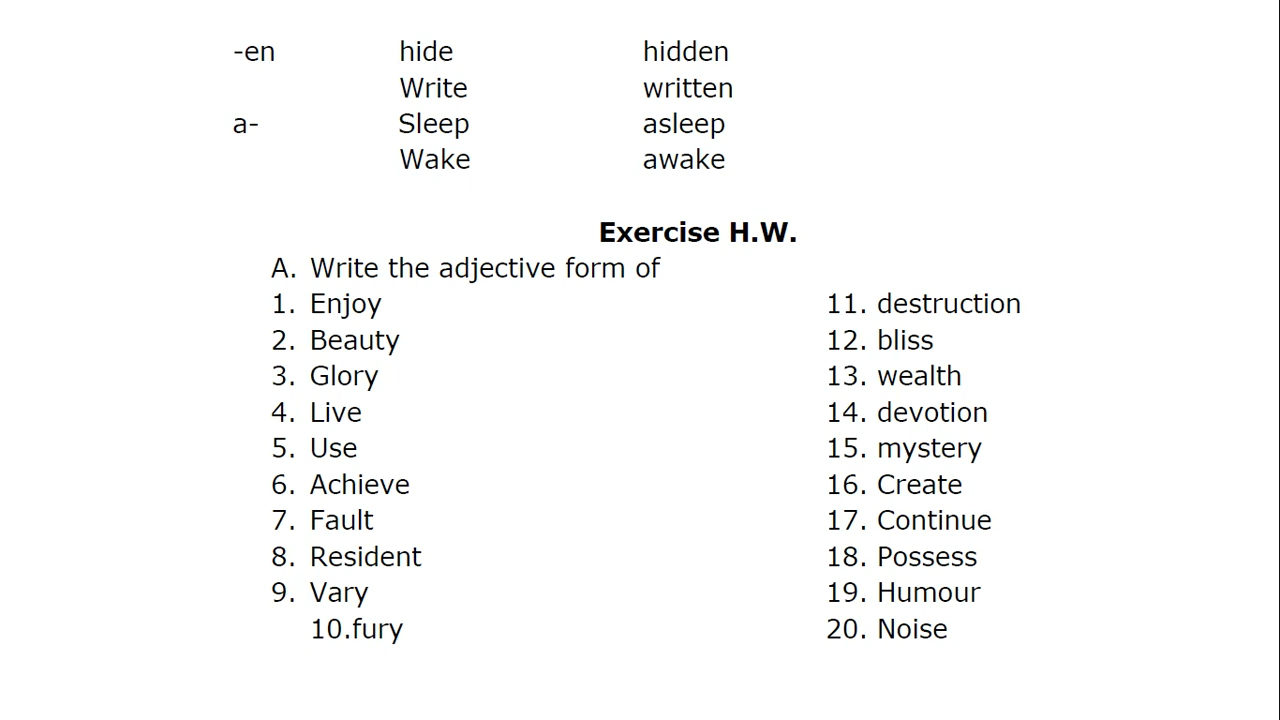 -en hide hidden
Write written
a- Sleep asleep
Wake awake
Exercise H.W.
A. Write the adjective form of
1. Enjoy 11. destruction
2. Beauty 12. bliss
3. Glory 13. wealth
4. Live 14. devotion
5. Use 15. mystery
6. Achieve 16. Create
7. Fault 17. Continue
8. Resident 18. Possess
9. Vary 19. Humour
10.fury 20. Noise